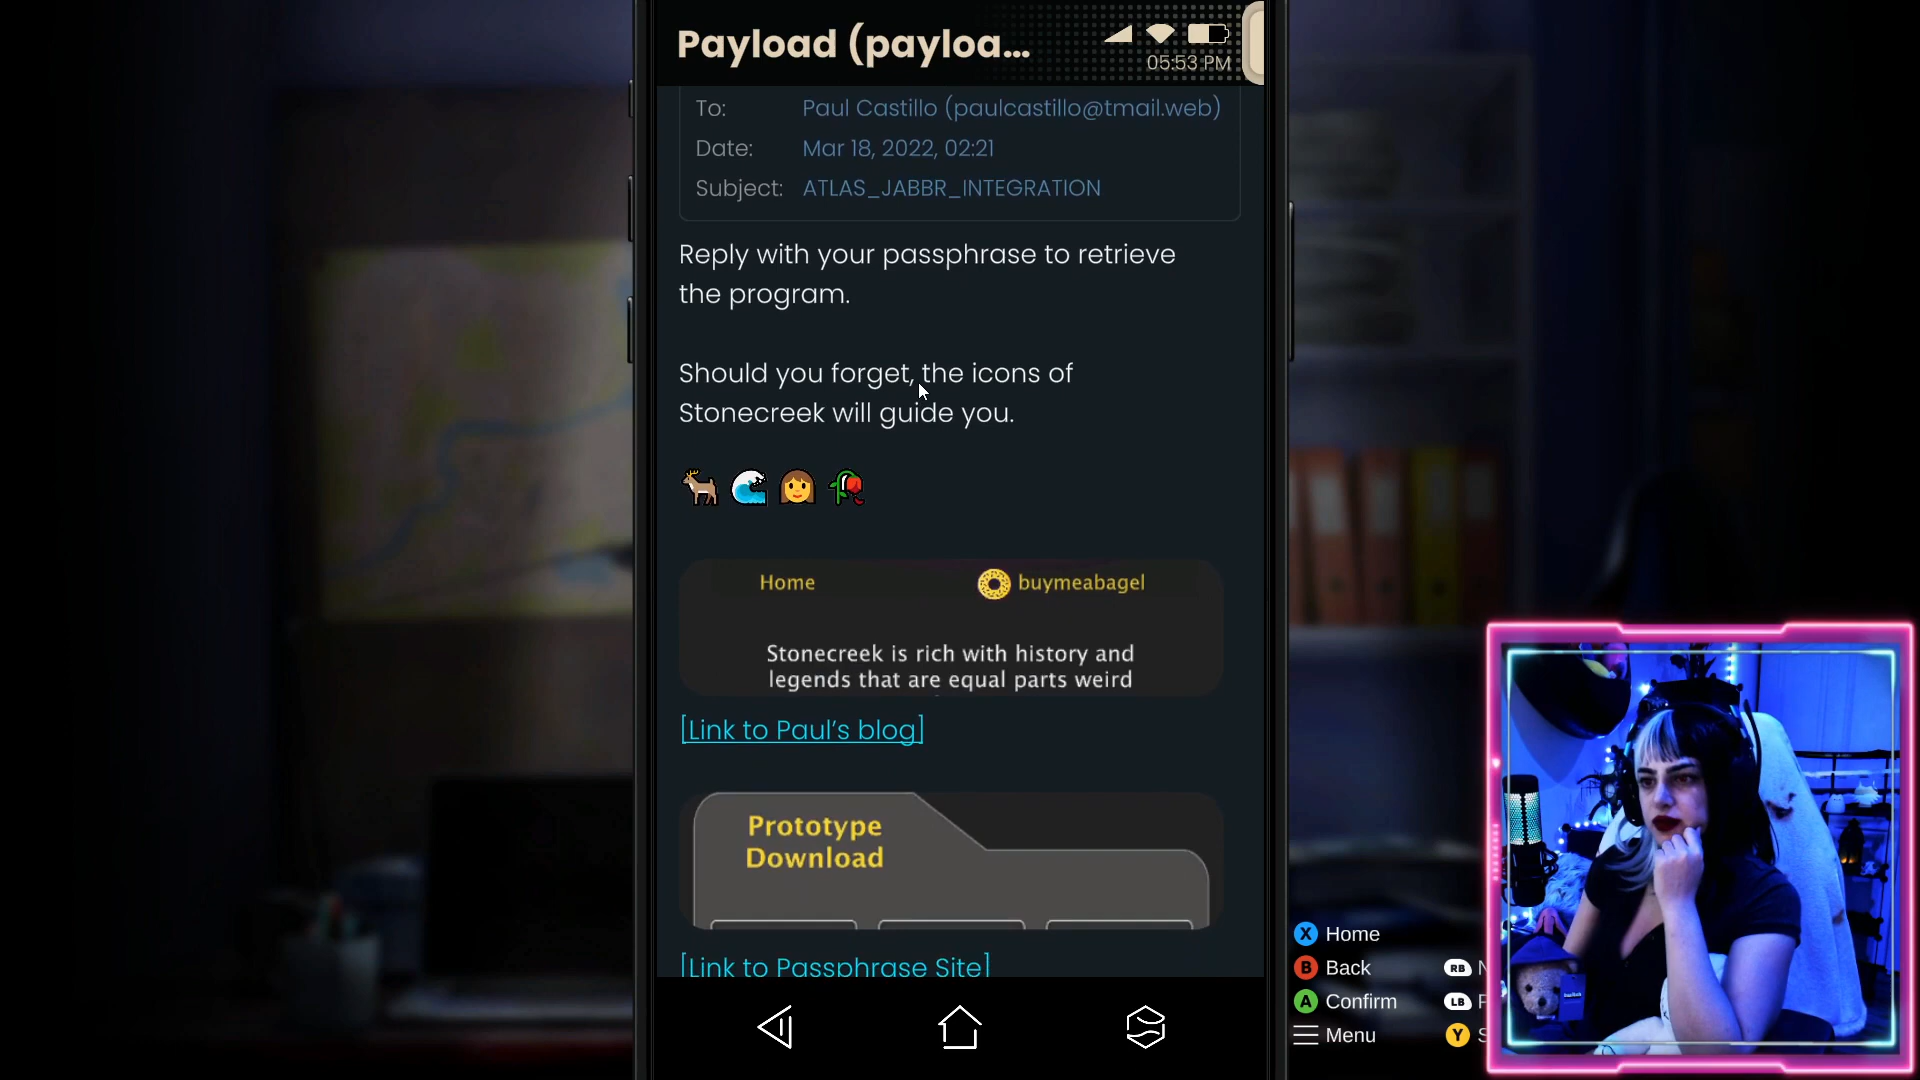 Payload (payloa...
05:53 PM
To: Paul Castillo (paulcastillo@tmail.web)
Date: Mar 18, 2022, 02:21
Subject: ATLAS_JABBR_INTEGRATION
Reply with your passphrase to retrieve
the program.
Should you forget, the icons of
Stonecreek will guide you.
Home buymeabagel
Stonecreek is rich with history and
legends that are equal parts weird
[Link to Paul's blog]
Prototype
Download
[Link to Passphrase Site]
X Home
B Back RB
A Confirm LB
Menu Y